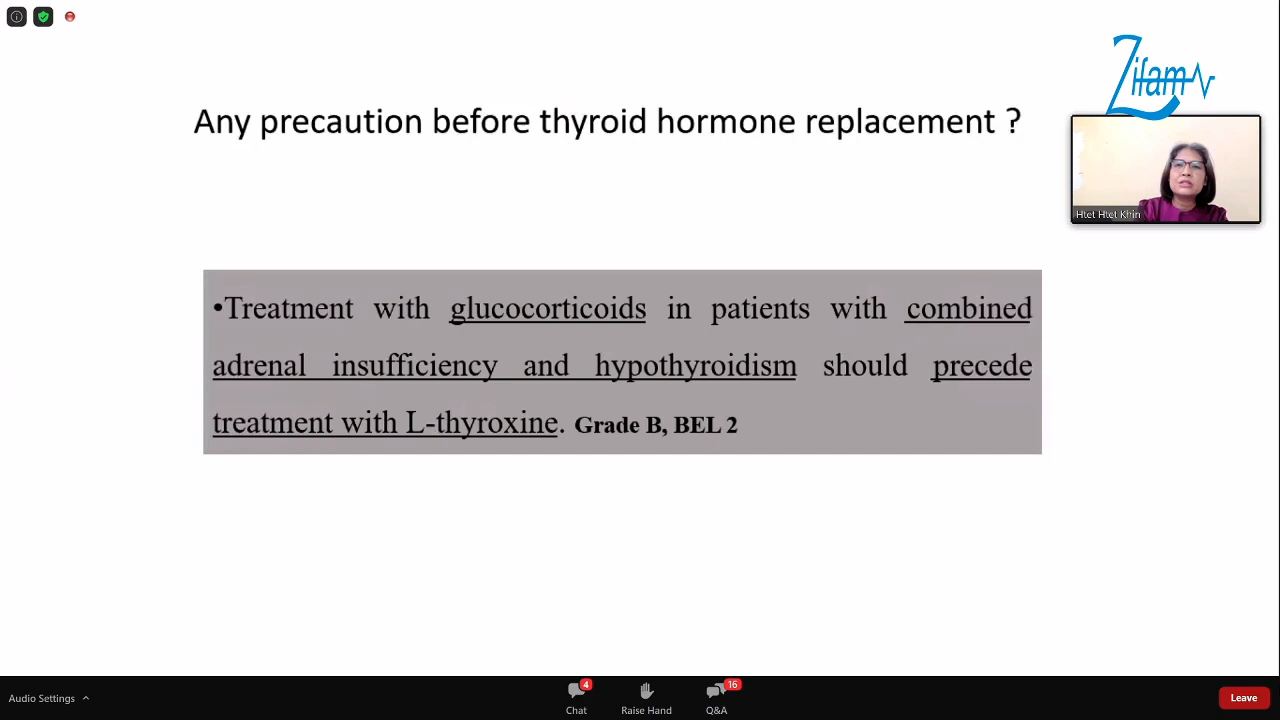 Zifam
Any precaution before thyroid hormone replacement ?
Htet Htet Khin
•Treatment with glucocorticoids in patients with combined
adrenal insufficiency and hypothyroidism should precede
treatment with L-thyroxine. Grade B, BEL 2
Audio Settings
4
Chat
Raise Hand
16
Q&A
Leave